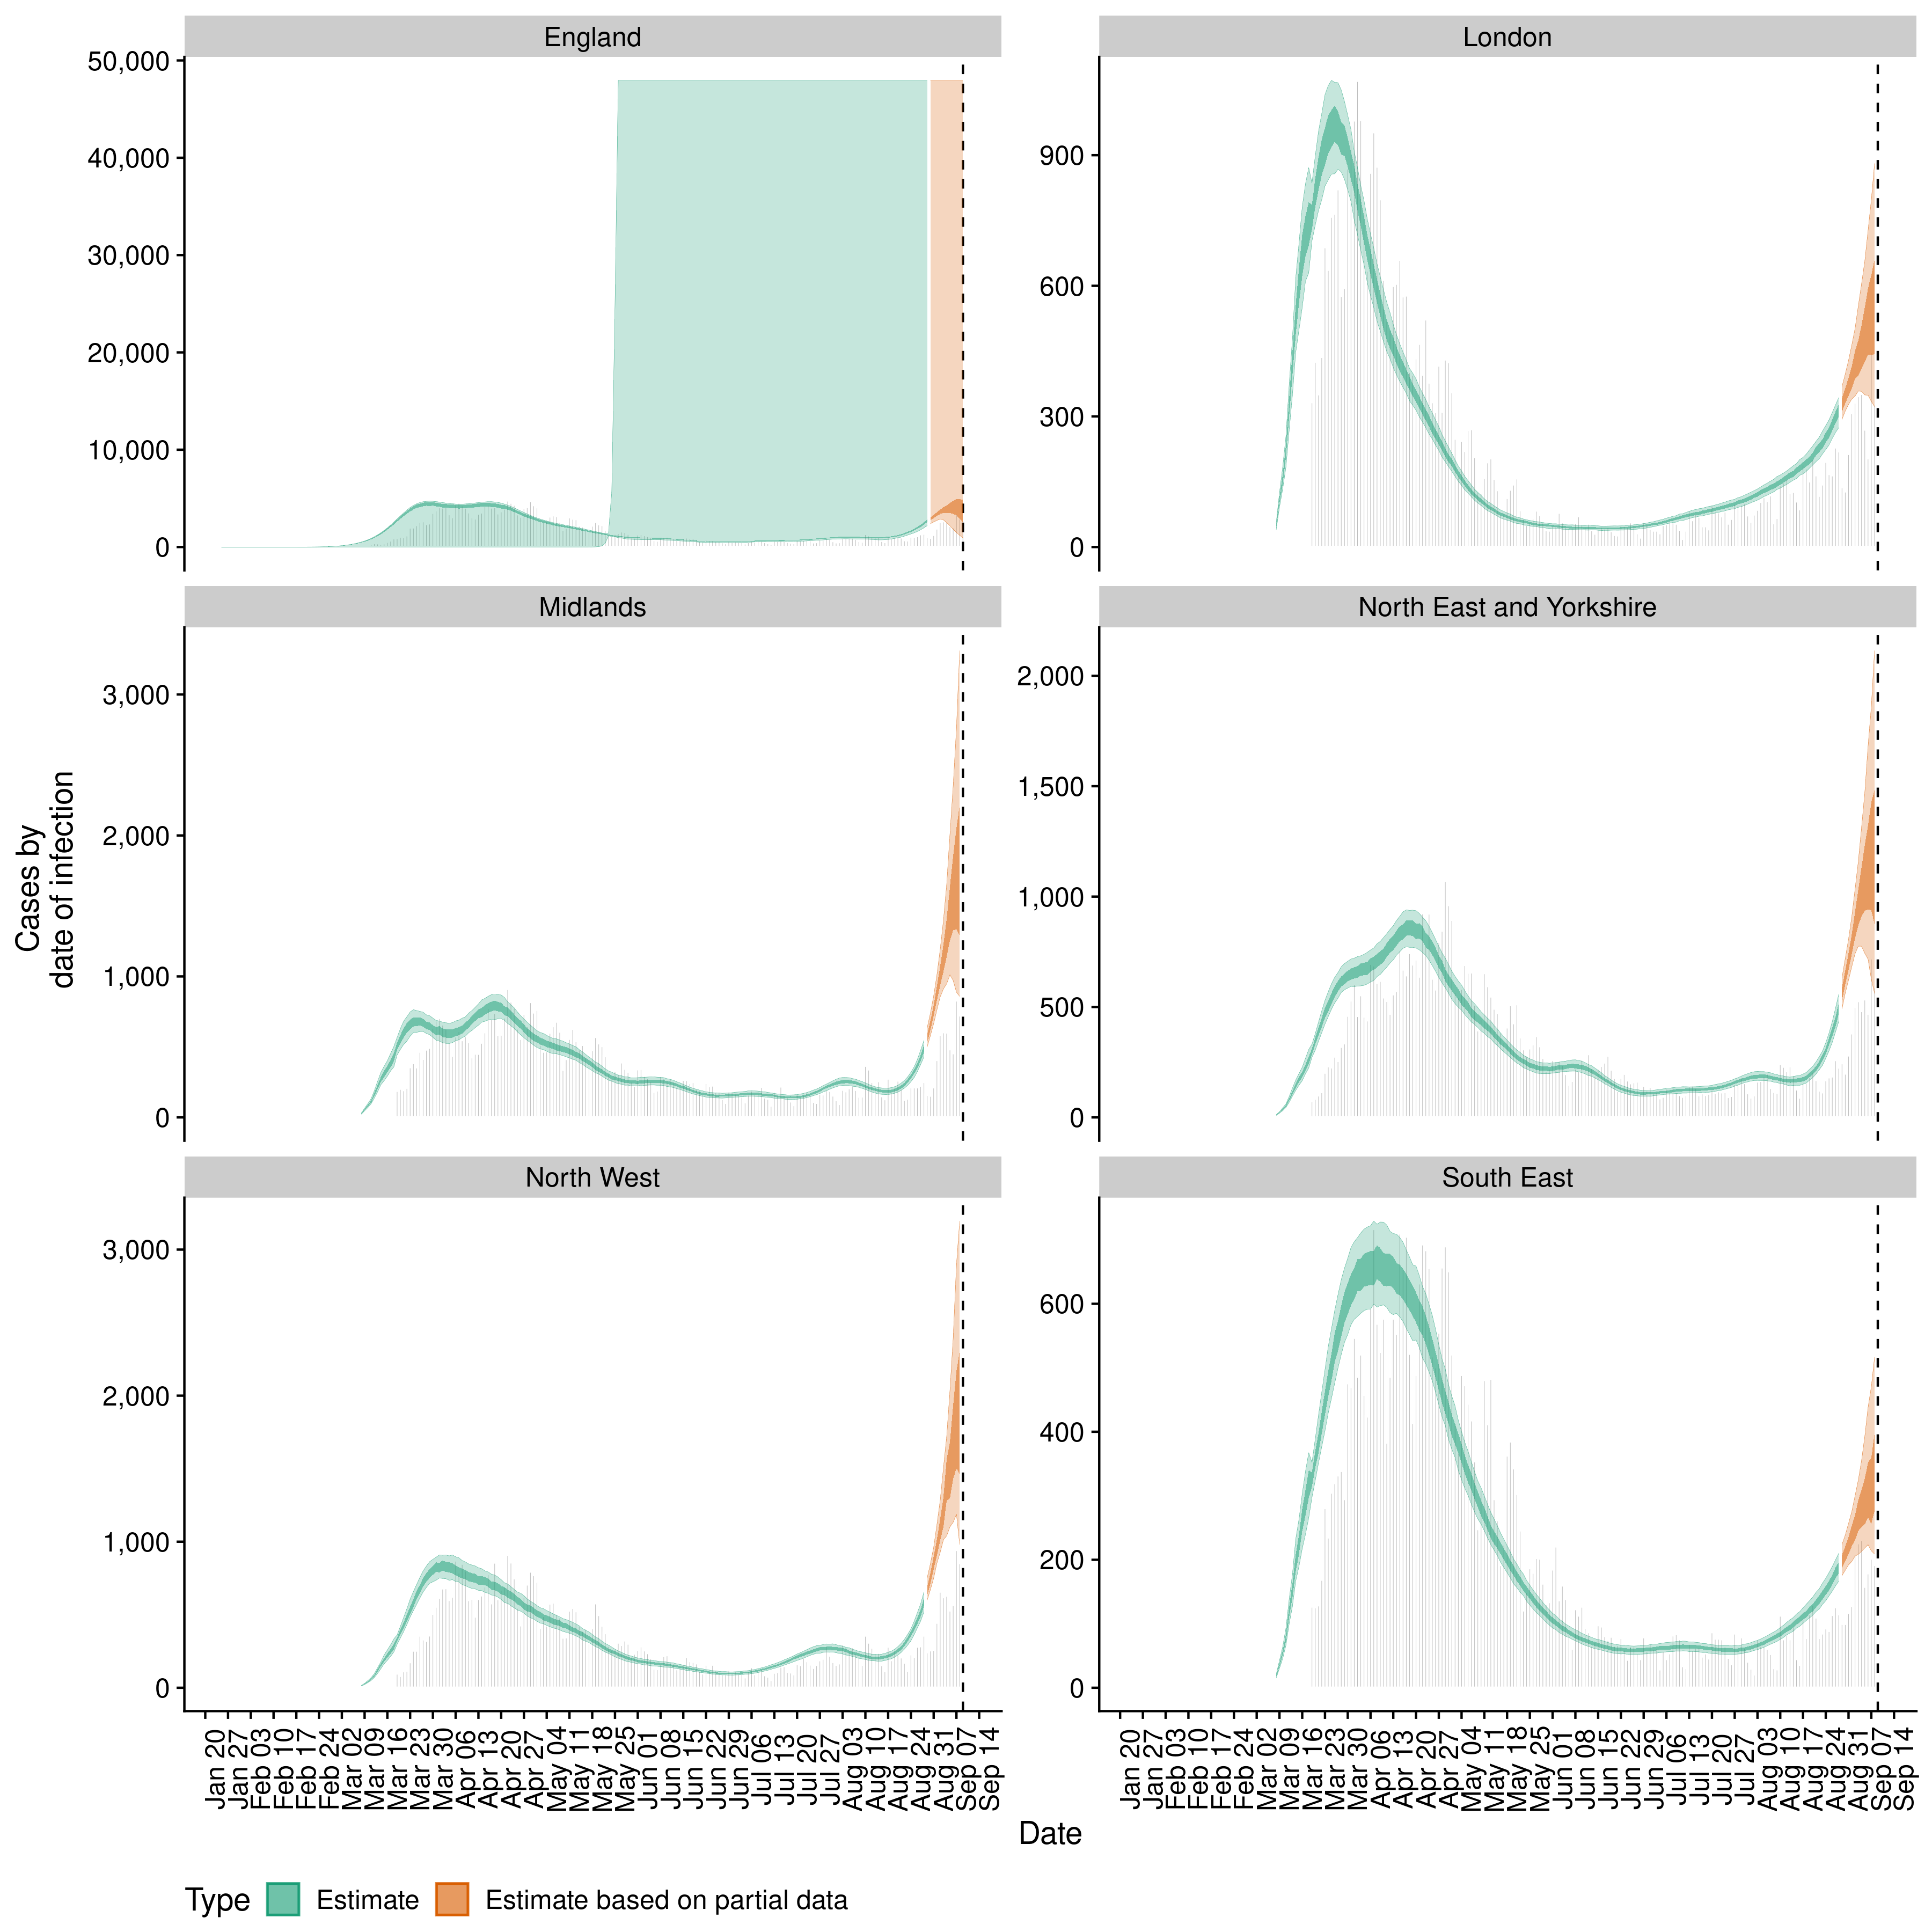 England
London
50,000
40,000
30,000
20,000
10,000
0
900
600
300
0
Midlands
North East and Yorkshire
3,000
2,000
1,000
0
2,000
1,500
1,000
500
0
Cases by
date of infection
North West
South East
3,000
2,000
1,000
0
600
400
200
0
Jan 20
Jan 27
Feb 03
Feb 10
Feb 17
Feb 24
Mar 02
Mar 09
Mar 16
Mar 23
Mar 30
Apr 06
Apr 13
Apr 20
Apr 27
May 04
May 11
May 18
May 25
Jun 01
Jun 08
Jun 15
Jun 22
Jun 29
Jul 06
Jul 13
Jul 20
Jul 27
Aug 03
Aug 10
Aug 17
Aug 24
Aug 31
Sep 07
Sep 14
Jan 20
Jan 27
Feb 03
Feb 10
Feb 17
Feb 24
Mar 02
Mar 09
Mar 16
Mar 23
Mar 30
Apr 06
Apr 13
Apr 20
Apr 27
May 04
May 11
May 18
May 25
Jun 01
Jun 08
Jun 15
Jun 22
Jun 29
Jul 06
Jul 13
Jul 20
Jul 27
Aug 03
Aug 10
Aug 17
Aug 24
Aug 31
Sep 07
Sep 14
Date
Type Estimate Estimate based on partial data